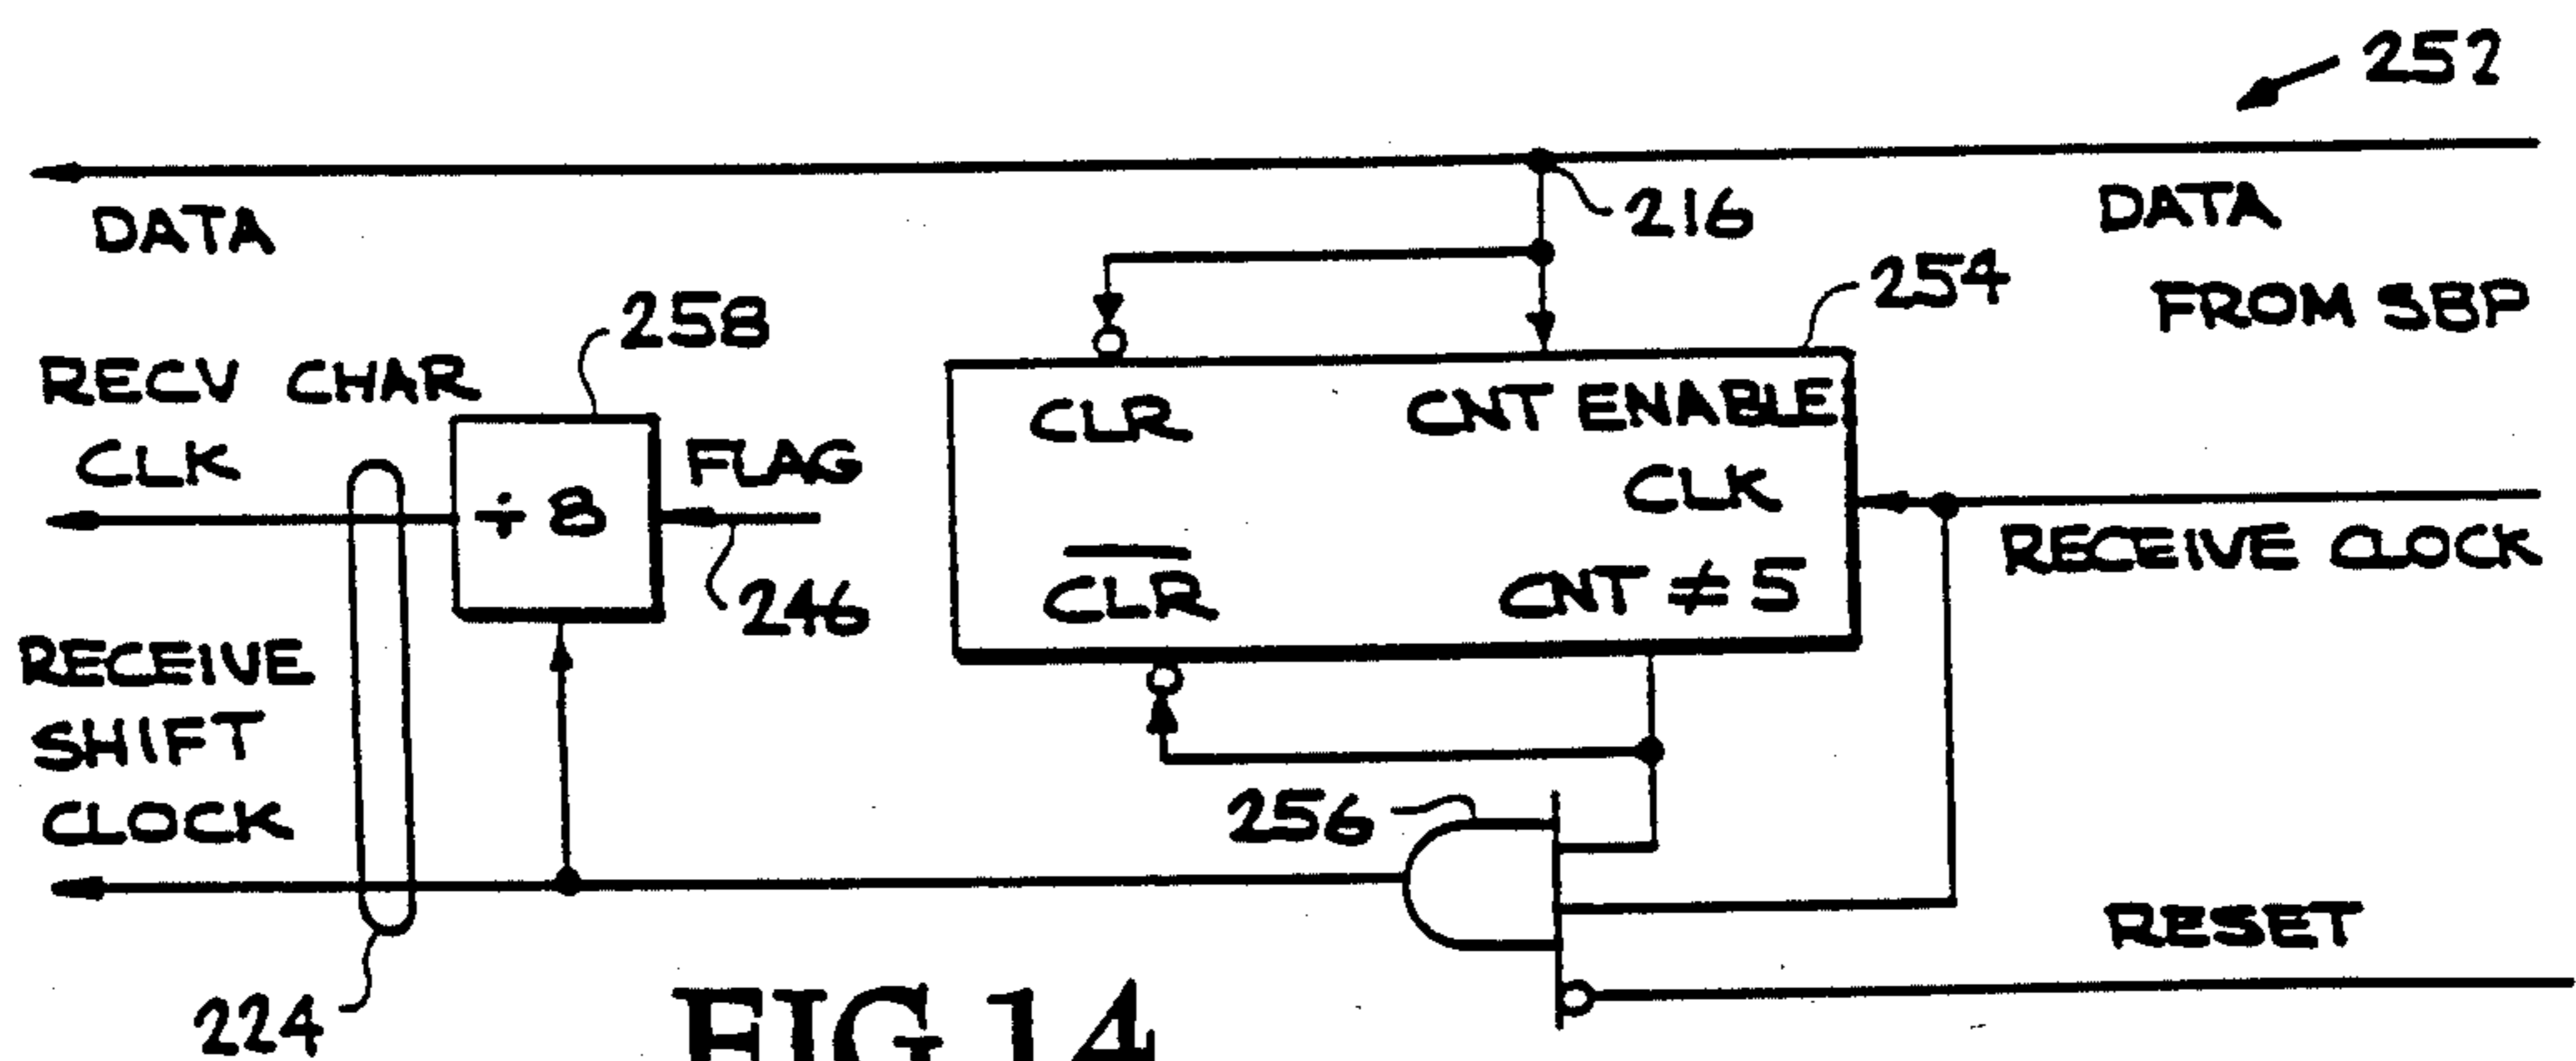 252
216
DATA
DATA
FROM SBP
254
258
RECV CHAR
CLK
÷ 8
FLAG
246
CLR
CNT ENABLE
CLK
CLR
CNT ≠ 5
RECEIVE CLOCK
RECEIVE
SHIFT
CLOCK
256
RESET
224
FIG 14